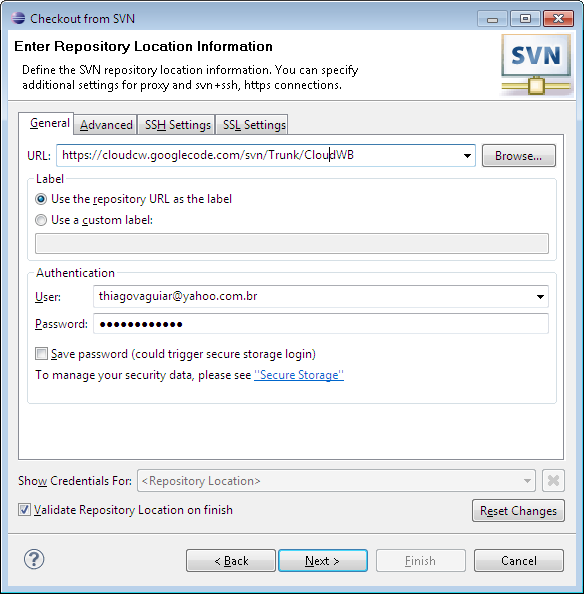 Checkout from SVN
Enter Repository Location Information
SVN
Define the SVN repository location information. You can specify
additional settings for proxy and svn+ssh, https connections.
General Advanced SSH Settings SSL Settings
URL: https://cloudcw.googlecode.com/svn/Trunk/CloudWB Browse...
Label
Use the repository URL as the label
Use a custom label:
Authentication
User: thiagovaguiar@yahoo.com.br
Password: ●●●●●●●●●●●●
Save password (could trigger secure storage login)
To manage your security data, please see "Secure Storage"
Show Credentials For: <Repository Location>
Validate Repository Location on finish
Reset Changes
? < Back Next > Finish Cancel